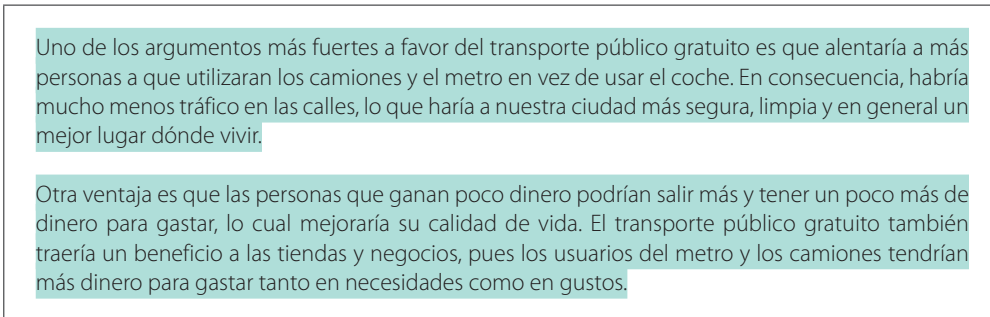 Uno de los argumentos más fuertes a favor del transporte público gratuito es que alentaría a más
personas a que utilizaran los camiones y el metro en vez de usar el coche. En consecuencia, habría
mucho menos tráfico en las calles, lo que haría a nuestra ciudad más segura, limpia y en general un
mejor lugar dónde vivir.
Otra ventaja es que las personas que ganan poco dinero podrían salir más y tener un poco más de
dinero para gastar, lo cual mejoraría su calidad de vida. El transporte público gratuito también
traería un beneficio a las tiendas y negocios, pues los usuarios del metro y los camiones tendrían
más dinero para gastar tanto en necesidades como en gustos.